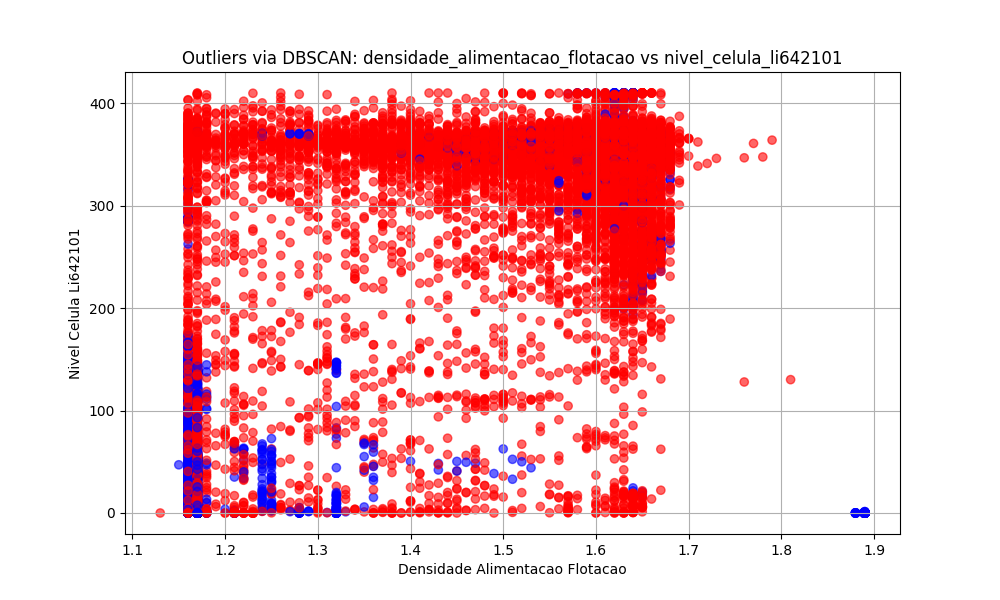 Outliers via DBSCAN: densidade_alimentacao_flotacao vs nivel_celula_li642101
Nivel Celula Li642101
400
300
200
100
0
1.1 1.2 1.3 1.4 1.5 1.6 1.7 1.8 1.9
Densidade Alimentacao Flotacao